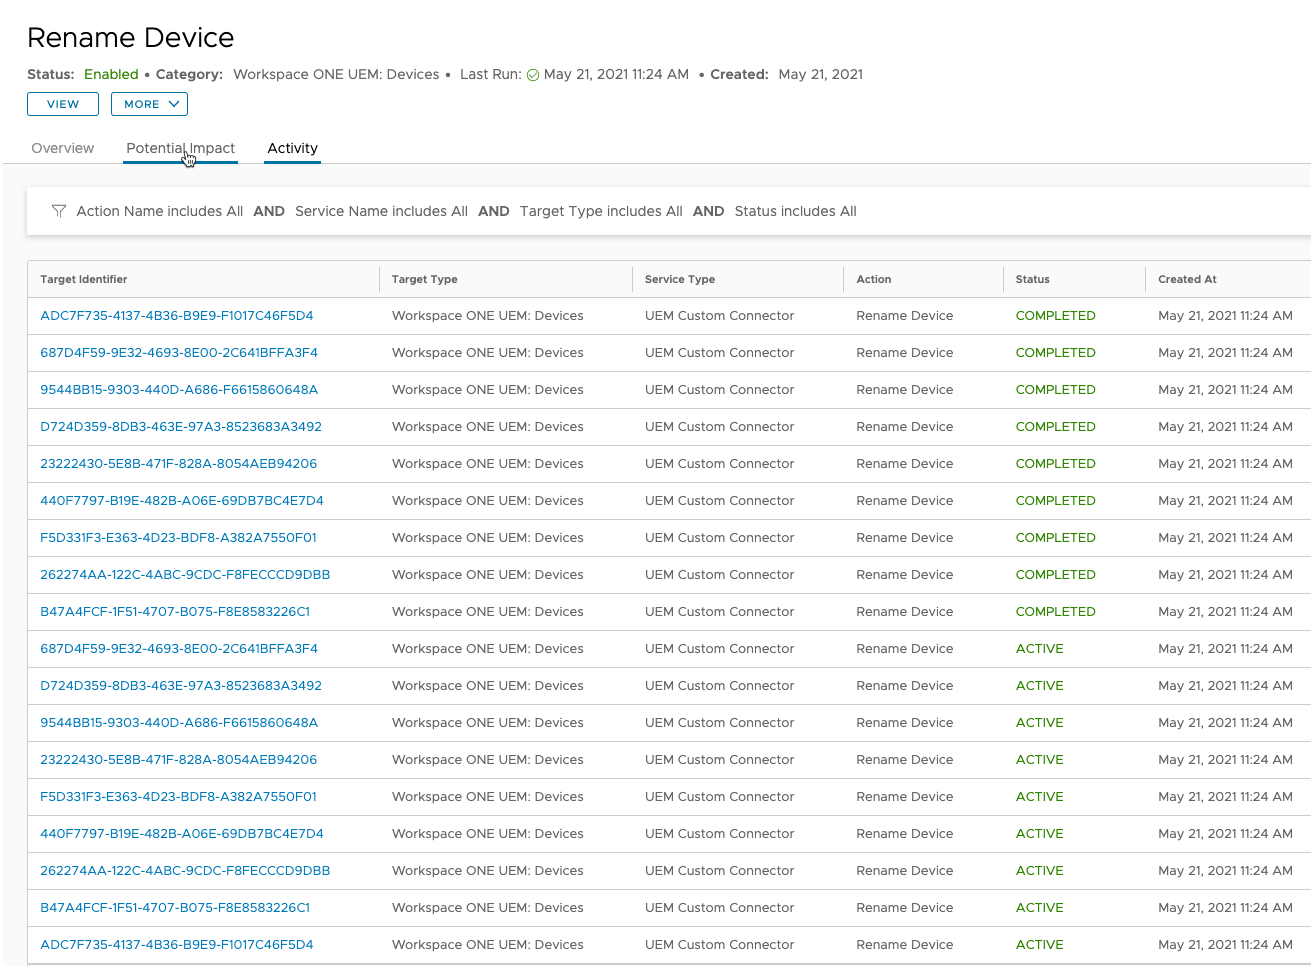 Rename Device
Status: Enabled • Category: Workspace ONE UEM: Devices • Last Run: May 21, 2021 11:24 AM • Created: May 21, 2021
VIEW MORE
Overview Potential Impact Activity
Action Name includes All AND Service Name includes All AND Target Type includes All AND Status includes All
Target Identifier Target Type Service Type Action Status Created At
ADC7F735-4137-4B36-B9E9-F1017C46F5D4 Workspace ONE UEM: Devices UEM Custom Connector Rename Device COMPLETED May 21, 2021 11:24 AM
687D4F59-9E32-4693-8E00-2C641BFFA3F4 Workspace ONE UEM: Devices UEM Custom Connector Rename Device COMPLETED May 21, 2021 11:24 AM
9544BB15-9303-440D-A686-F6615860648A Workspace ONE UEM: Devices UEM Custom Connector Rename Device COMPLETED May 21, 2021 11:24 AM
D724D359-8DB3-463E-97A3-8523683A3492 Workspace ONE UEM: Devices UEM Custom Connector Rename Device COMPLETED May 21, 2021 11:24 AM
23222430-5E8B-471F-828A-8054AEB94206 Workspace ONE UEM: Devices UEM Custom Connector Rename Device COMPLETED May 21, 2021 11:24 AM
440F7797-B19E-482B-A06E-69DB7BC4E7D4 Workspace ONE UEM: Devices UEM Custom Connector Rename Device COMPLETED May 21, 2021 11:24 AM
F5D331F3-E363-4D23-BDF8-A382A7550F01 Workspace ONE UEM: Devices UEM Custom Connector Rename Device COMPLETED May 21, 2021 11:24 AM
262274AA-122C-4ABC-9CDC-F8FECCCD9DBB Workspace ONE UEM: Devices UEM Custom Connector Rename Device COMPLETED May 21, 2021 11:24 AM
B47A4FCF-1F51-4707-B075-F8E8583226C1 Workspace ONE UEM: Devices UEM Custom Connector Rename Device COMPLETED May 21, 2021 11:24 AM
687D4F59-9E32-4693-8E00-2C641BFFA3F4 Workspace ONE UEM: Devices UEM Custom Connector Rename Device ACTIVE May 21, 2021 11:24 AM
D724D359-8DB3-463E-97A3-8523683A3492 Workspace ONE UEM: Devices UEM Custom Connector Rename Device ACTIVE May 21, 2021 11:24 AM
9544BB15-9303-440D-A686-F6615860648A Workspace ONE UEM: Devices UEM Custom Connector Rename Device ACTIVE May 21, 2021 11:24 AM
23222430-5E8B-471F-828A-8054AEB94206 Workspace ONE UEM: Devices UEM Custom Connector Rename Device ACTIVE May 21, 2021 11:24 AM
F5D331F3-E363-4D23-BDF8-A382A7550F01 Workspace ONE UEM: Devices UEM Custom Connector Rename Device ACTIVE May 21, 2021 11:24 AM
440F7797-B19E-482B-A06E-69DB7BC4E7D4 Workspace ONE UEM: Devices UEM Custom Connector Rename Device ACTIVE May 21, 2021 11:24 AM
262274AA-122C-4ABC-9CDC-F8FECCCD9DBB Workspace ONE UEM: Devices UEM Custom Connector Rename Device ACTIVE May 21, 2021 11:24 AM
B47A4FCF-1F51-4707-B075-F8E8583226C1 Workspace ONE UEM: Devices UEM Custom Connector Rename Device ACTIVE May 21, 2021 11:24 AM
ADC7F735-4137-4B36-B9E9-F1017C46F5D4 Workspace ONE UEM: Devices UEM Custom Connector Rename Device ACTIVE May 21, 2021 11:24 AM